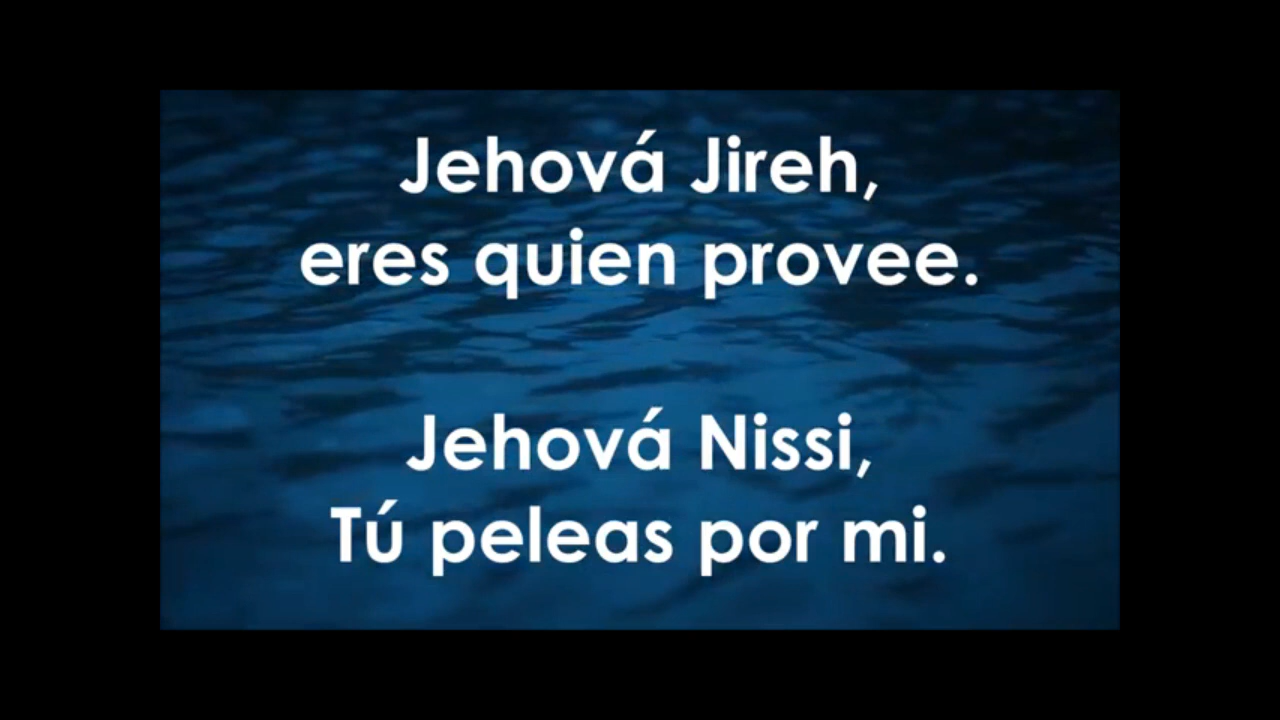 Jehová Jireh,
eres quien provee.
Jehová Nissi,
Tú peleas por mi.